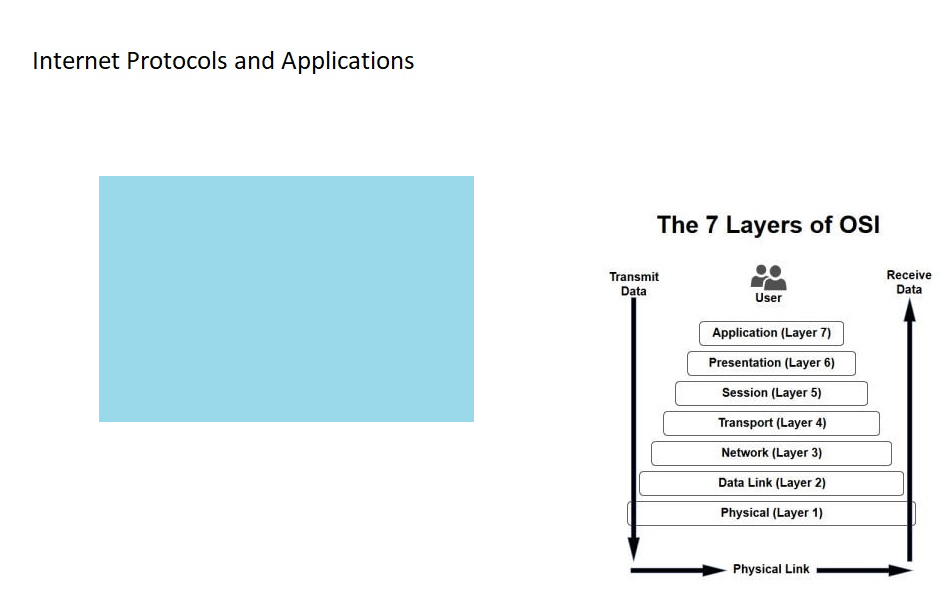 Internet Protocols and Applications
The 7 Layers of OSI
Transmit
Data
User
Receive
Data
Application (Layer 7)
Presentation (Layer 6)
Session (Layer 5)
Transport (Layer 4)
Network (Layer 3)
Data Link (Layer 2)
Physical (Layer 1)
Physical Link